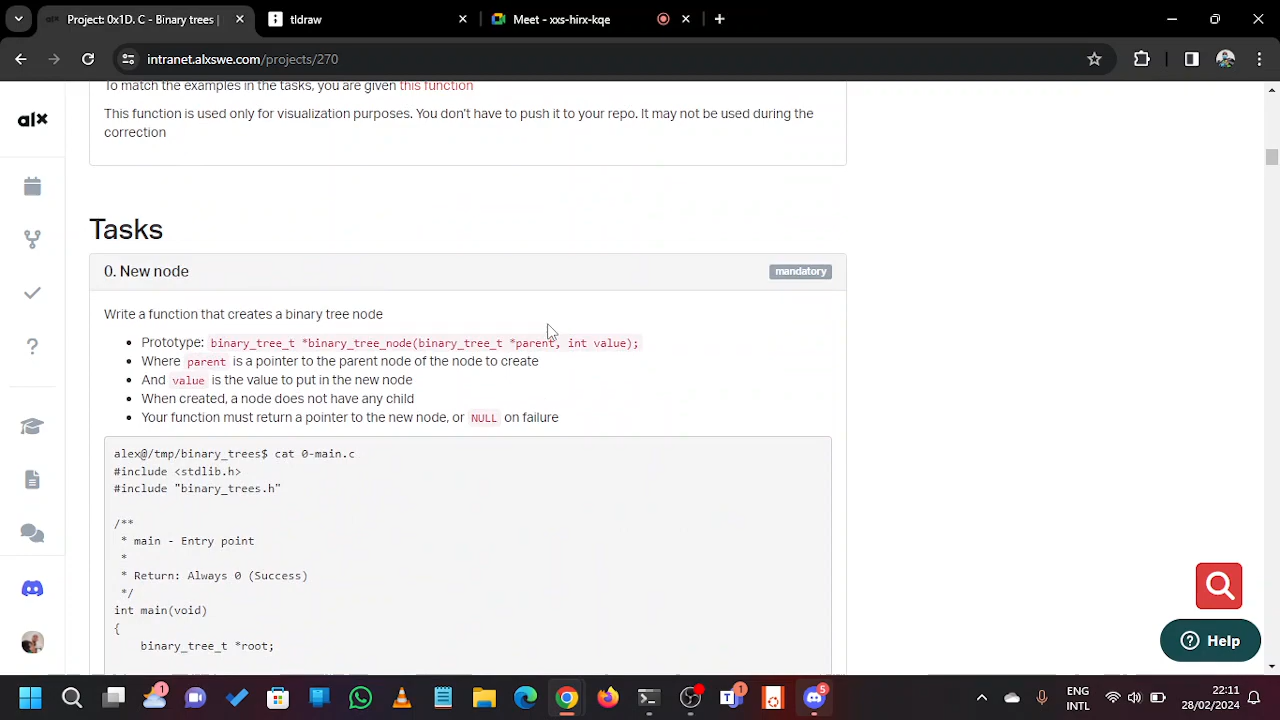 Project: 0x1D. C - Binary trees |
tldraw
Meet - xxs-hirx-kqe
intranet.alxswe.com/projects/270
To match the examples in the tasks, you are given this function
This function is used only for visualization purposes. You don't have to push it to your repo. It may not be used during the
correction
alx
Tasks
0. New node
mandatory
Write a function that creates a binary tree node
• Prototype: binary_tree_t *binary_tree_node(binary_tree_t *parent, int value);
• Where parent is a pointer to the parent node of the node to create
• And value is the value to put in the new node
• When created, a node does not have any child
• Your function must return a pointer to the new node, or NULL on failure
alex@/tmp/binary_trees$ cat 0-main.c
#include <stdlib.h>
#include "binary_trees.h"
/**
* main - Entry point
*
* Return: Always 0 (Success)
*/
int main(void)
{
binary_tree_t *root;
Help
1
1
5
ENG
INTL
22:11
28/02/2024